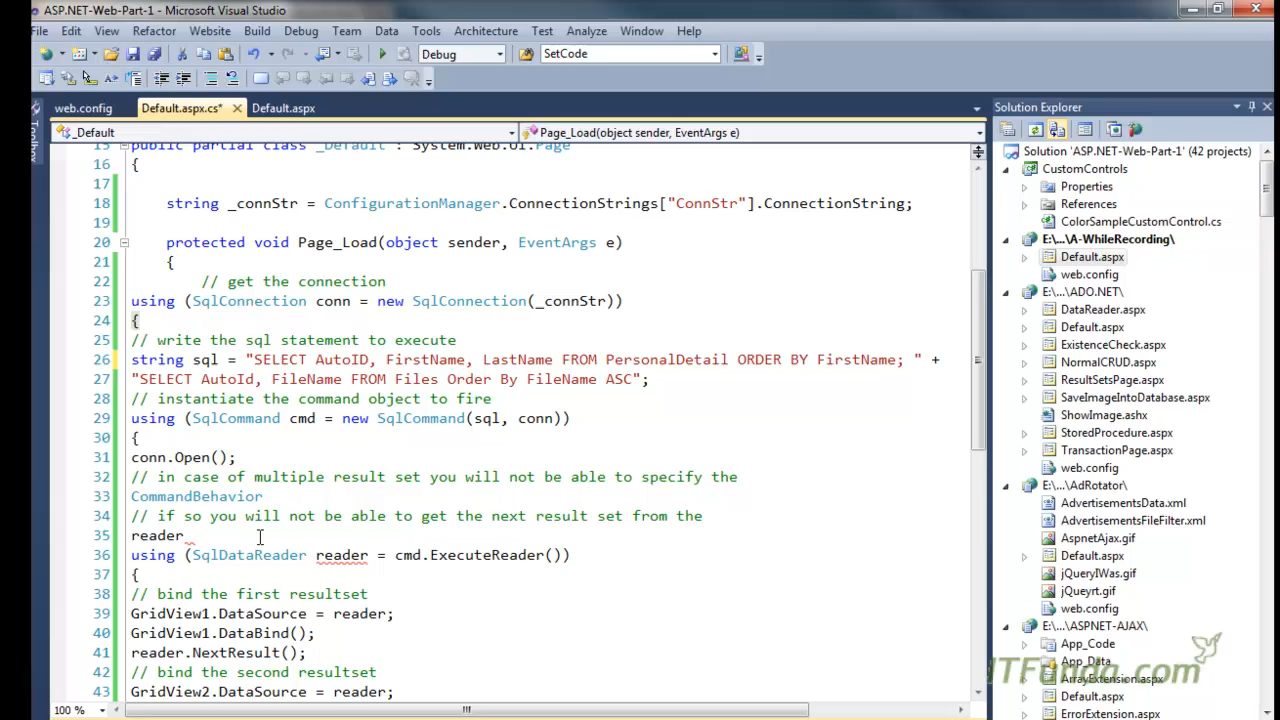 ASP.NET-Web-Part-1 - Microsoft Visual Studio
File Edit View Refactor Website Build Debug Team Data Tools Architecture Test Analyze Window Help
Debug SetCode
web.config Default.aspx.cs* Default.aspx
_Default Page_Load(object sender, EventArgs e)
15 public partial class _Default : System.Web.UI.Page
16 {
17
18 string _connStr = ConfigurationManager.ConnectionStrings["ConnStr"].ConnectionString;
19
20 protected void Page_Load(object sender, EventArgs e)
21 {
22 // get the connection
23 using (SqlConnection conn = new SqlConnection(_connStr))
24 {
25 // write the sql statement to execute
26 string sql = "SELECT AutoID, FirstName, LastName FROM PersonalDetail ORDER BY FirstName; " +
27 "SELECT AutoId, FileName FROM Files Order By FileName ASC";
28 // instantiate the command object to fire
29 using (SqlCommand cmd = new SqlCommand(sql, conn))
30 {
31 conn.Open();
32 // in case of multiple result set you will not be able to specify the
33 CommandBehavior
34 // if so you will not be able to get the next result set from the
35 reader
36 using (SqlDataReader reader = cmd.ExecuteReader())
37 {
38 // bind the first resultset
39 GridView1.DataSource = reader;
40 GridView1.DataBind();
41 reader.NextResult();
42 // bind the second resultset
43 GridView2.DataSource = reader;
100 %
Toolbox
Solution Explorer
Solution 'ASP.NET-Web-Part-1' (42 projects)
CustomControls
Properties
References
ColorSampleCustomControl.cs
E:\...\A-WhileRecording\
Default.aspx
web.config
E:\...\ADO.NET\
DataReader.aspx
Default.aspx
ExistenceCheck.aspx
NormalCRUD.aspx
ResultSetsPage.aspx
SaveImageIntoDatabase.aspx
ShowImage.ashx
StoredProcedure.aspx
TransactionPage.aspx
web.config
E:\...\AdRotator\
AdvertisementsData.xml
AdvertisementsFileFilter.xml
AspnetAjax.gif
Default.aspx
jQueryIWas.gif
jQueyrt.gif
web.config
E:\...\ASPNET-AJAX\
App_Code
App_Data
ArrayExtension.aspx
Default.aspx
ErrorExtension.aspx
ITFunda.com